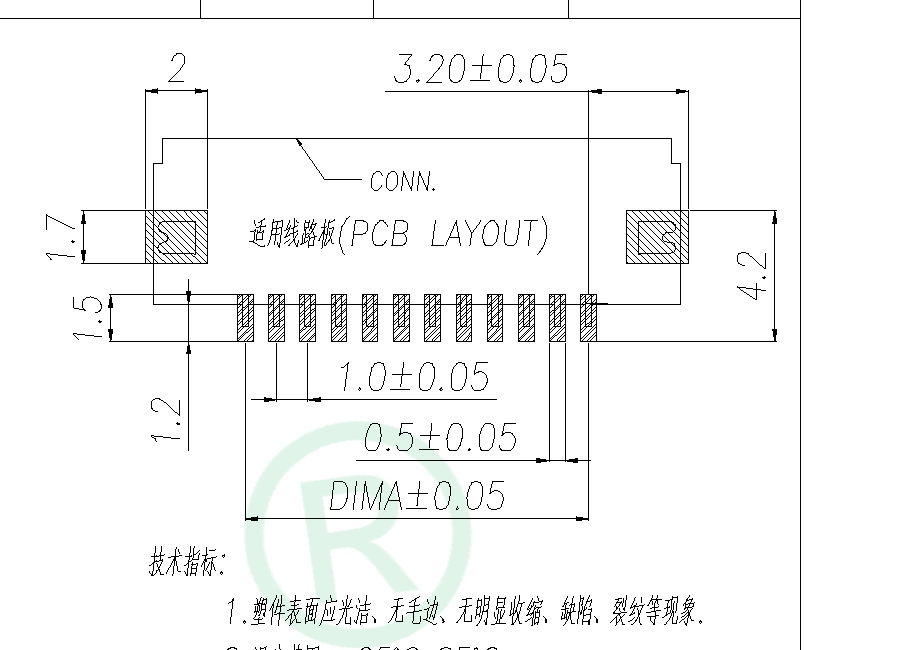 2
3.20±0.05
CONN.
适用线路板(PCB LAYOUT)
1.7
1.5
4.2
1.2
1.0±0.05
0.5±0.05
DIMA±0.05
R
技术指标:
1.塑件表面应光洁、无毛边、无明显收缩、缺陷、裂纹等现象.